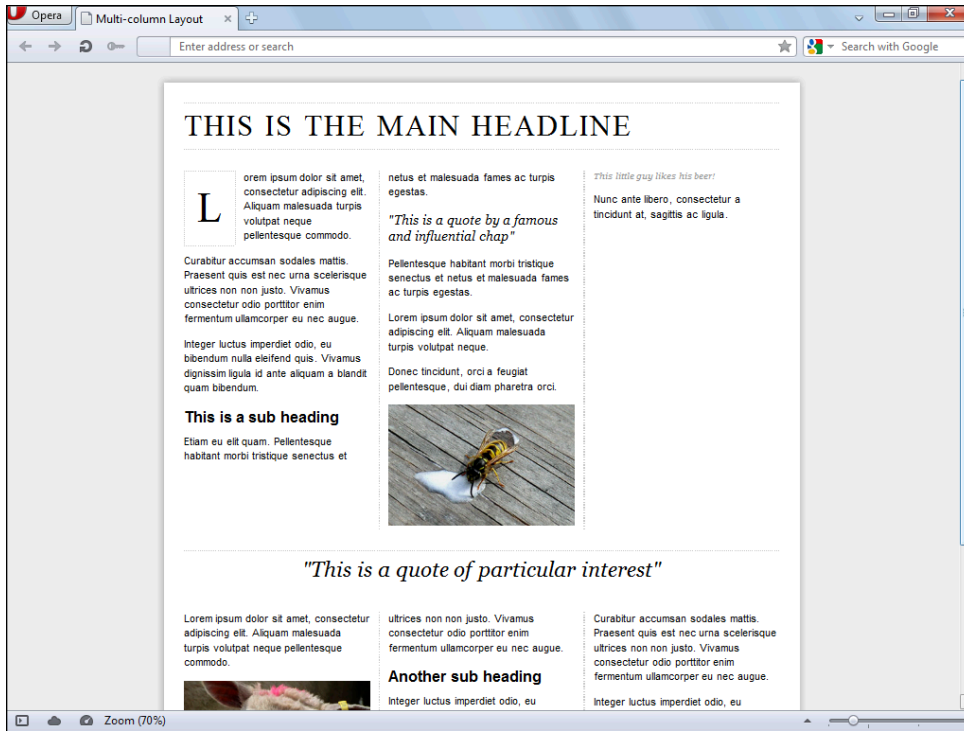 Opera
Multi-column Layout
Enter address or search
Search with Google
THIS IS THE MAIN HEADLINE
L
orem ipsum dolor sit amet,
consectetur adipiscing elit.
Aliquam malesuada turpis
volutpat neque
pellentesque commodo.
Curabitur accumsan sodales mattis.
Praesent quis est nec urna scelerisque
ultrices non non justo. Vivamus
consectetur odio porttitor enim
fermentum ullamcorper eu nec augue.
Integer luctus imperdiet odio, eu
bibendum nulla eleifend quis. Vivamus
dignissim ligula id ante aliquam a blandit
quam bibendum.
This is a sub heading
Etiam eu elit quam. Pellentesque
habitant morbi tristique senectus et
netus et malesuada fames ac turpis
egestas.
"This is a quote by a famous
and influential chap"
Pellentesque habitant morbi tristique
senectus et netus et malesuada fames
ac turpis egestas.
Lorem ipsum dolor sit amet, consectetur
adipiscing elit. Aliquam malesuada
turpis volutpat neque.
Donec tincidunt, orci a feugiat
pellentesque, dui diam pharetra orci.
This little guy likes his beer!
Nunc ante libero, consectetur a
tincidunt at, sagittis ac ligula.
"This is a quote of particular interest"
Lorem ipsum dolor sit amet, consectetur
adipiscing elit. Aliquam malesuada
turpis volutpat neque pellentesque
commodo.
ultrices non non justo. Vivamus
consectetur odio porttitor enim
fermentum ullamcorper eu nec augue.
Another sub heading
Integer luctus imperdiet odio, eu
Curabitur accumsan sodales mattis.
Praesent quis est nec urna scelerisque
ultrices non non justo. Vivamus
consectetur odio porttitor enim
fermentum ullamcorper eu nec augue.
Integer luctus imperdiet odio, eu
Zoom (70%)